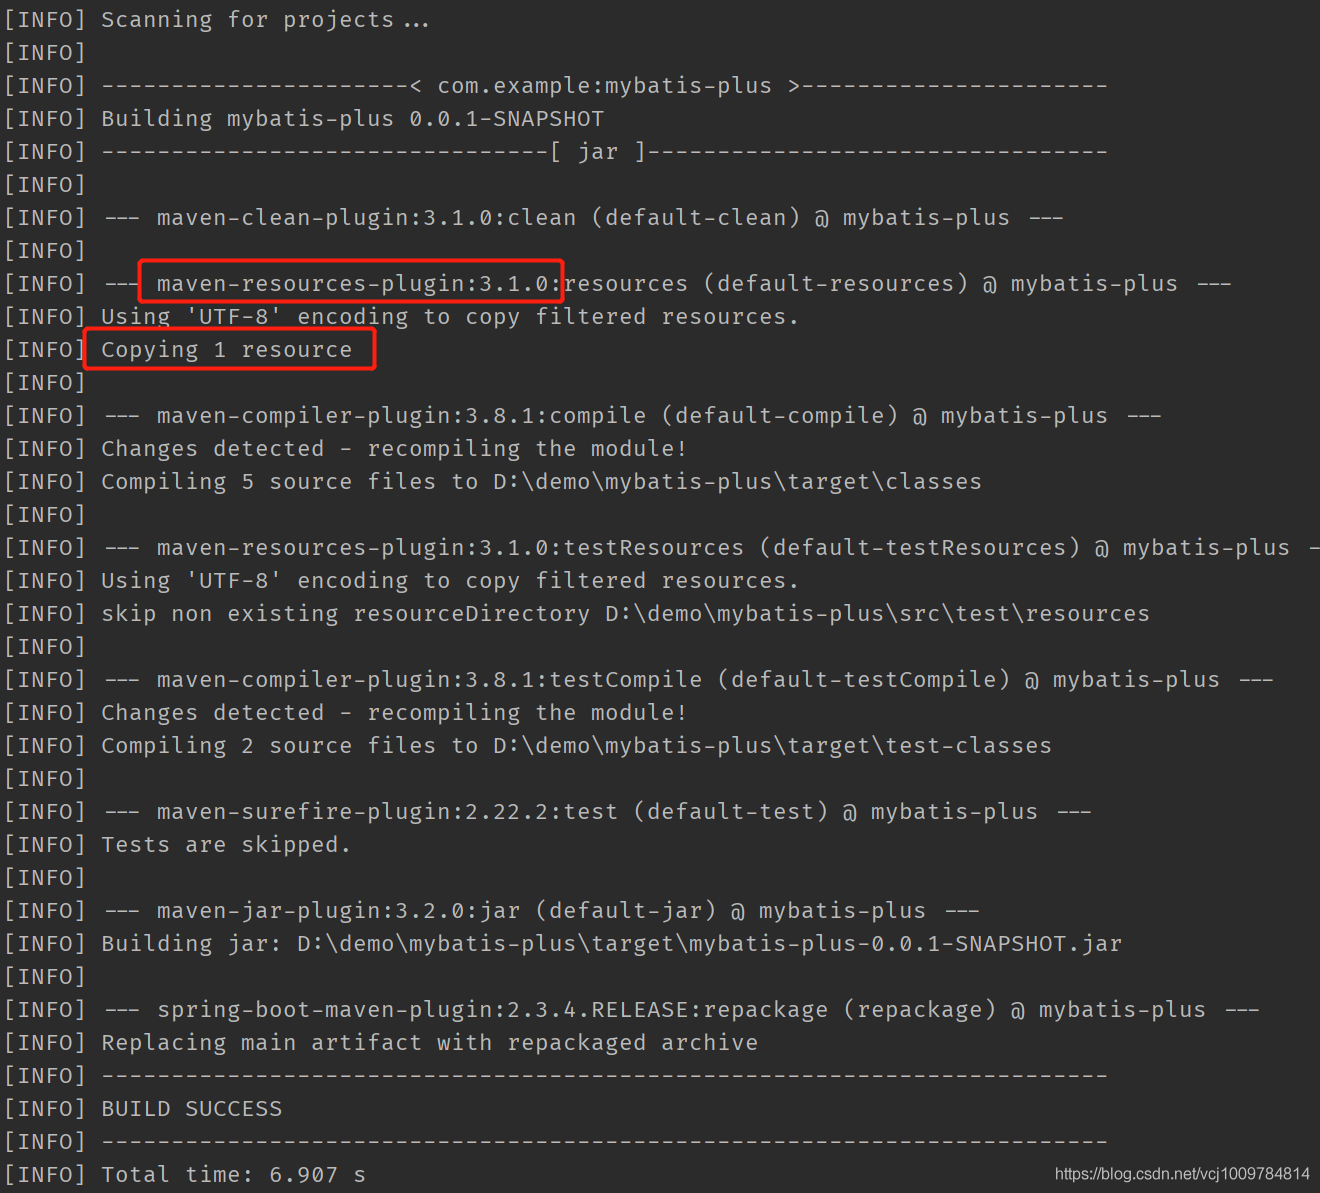 [INFO] Scanning for projects...
[INFO]
[INFO] ----------------------< com.example:mybatis-plus >----------------------
[INFO] Building mybatis-plus 0.0.1-SNAPSHOT
[INFO] --------------------------------[ jar ]---------------------------------
[INFO]
[INFO] --- maven-clean-plugin:3.1.0:clean (default-clean) @ mybatis-plus ---
[INFO]
[INFO] --- maven-resources-plugin:3.1.0:resources (default-resources) @ mybatis-plus ---
[INFO] Using 'UTF-8' encoding to copy filtered resources.
[INFO] Copying 1 resource
[INFO]
[INFO] --- maven-compiler-plugin:3.8.1:compile (default-compile) @ mybatis-plus ---
[INFO] Changes detected - recompiling the module!
[INFO] Compiling 5 source files to D:\demo\mybatis-plus\target\classes
[INFO]
[INFO] --- maven-resources-plugin:3.1.0:testResources (default-testResources) @ mybatis-plus -
[INFO] Using 'UTF-8' encoding to copy filtered resources.
[INFO] skip non existing resourceDirectory D:\demo\mybatis-plus\src\test\resources
[INFO]
[INFO] --- maven-compiler-plugin:3.8.1:testCompile (default-testCompile) @ mybatis-plus ---
[INFO] Changes detected - recompiling the module!
[INFO] Compiling 2 source files to D:\demo\mybatis-plus\target\test-classes
[INFO]
[INFO] --- maven-surefire-plugin:2.22.2:test (default-test) @ mybatis-plus ---
[INFO] Tests are skipped.
[INFO]
[INFO] --- maven-jar-plugin:3.2.0:jar (default-jar) @ mybatis-plus ---
[INFO] Building jar: D:\demo\mybatis-plus\target\mybatis-plus-0.0.1-SNAPSHOT.jar
[INFO]
[INFO] --- spring-boot-maven-plugin:2.3.4.RELEASE:repackage (repackage) @ mybatis-plus ---
[INFO] Replacing main artifact with repackaged archive
[INFO] ------------------------------------------------------------------------
[INFO] BUILD SUCCESS
[INFO] ------------------------------------------------------------------------
[INFO] Total time: 6.907 s
https://blog.csdn.net/vcj1009784814